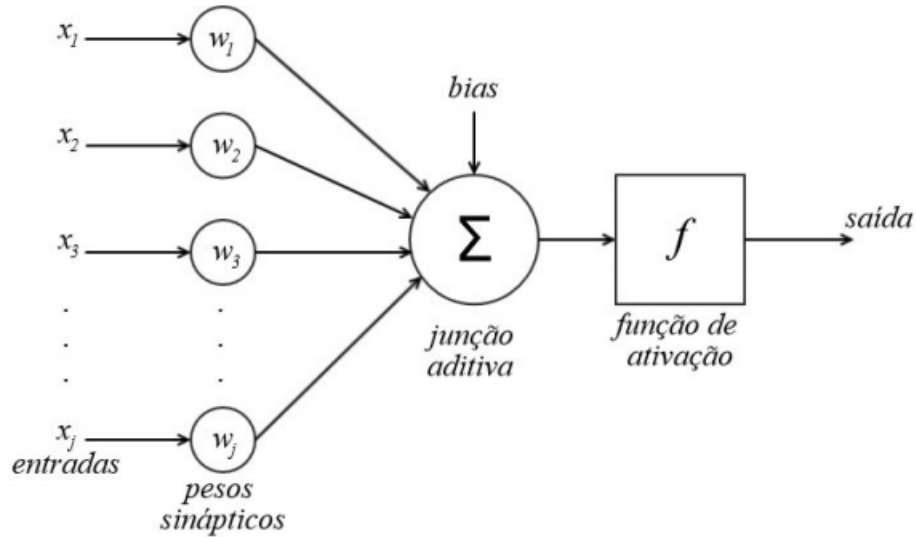 x1
w1
bias
x2
w2
x3
w3
Σ
f
saída
junção
aditiva
função de
ativação
xj
wj
entradas
pesos
sinápticos